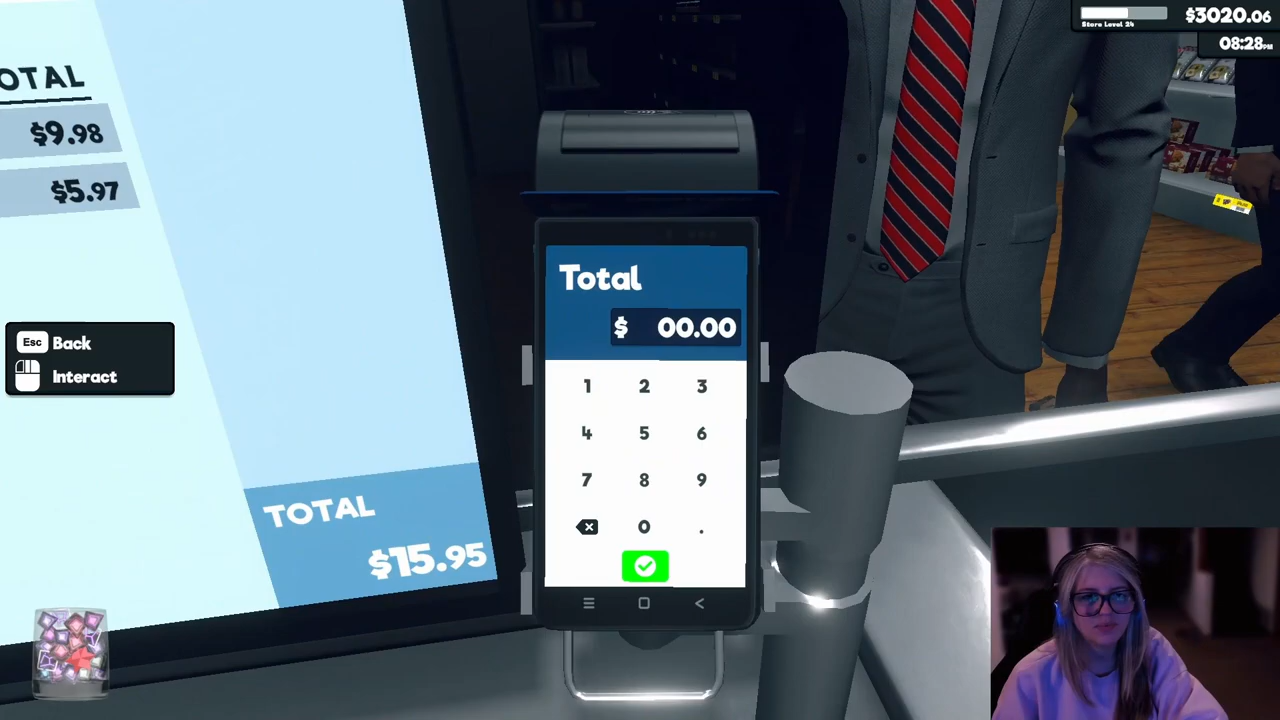 $3020.06
Store Level 24
08:28PM
OTAL
$9.98
$5.97
Esc Back
Interact
TOTAL
$15.95
Total
$ 00.00
1 2 3
4 5 6
7 8 9
0 .